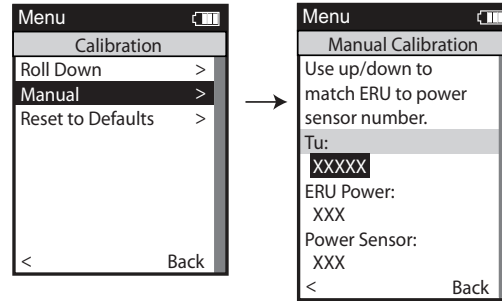 Menu
Calibration
Roll Down >
Manual >
Reset to Defaults >
< Back
Menu
Manual Calibration
Use up/down to
match ERU to power
sensor number.
Tu:
XXXXX
ERU Power:
XXX
Power Sensor:
XXX
< Back